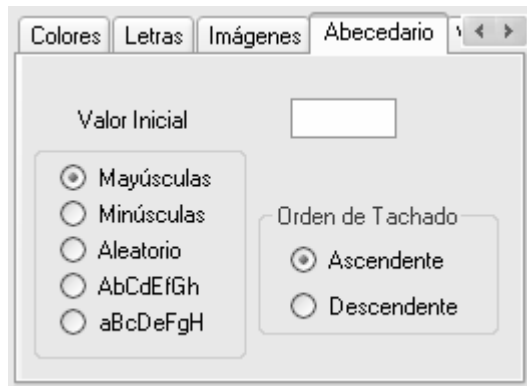 Colores Letras Imágenes Abecedario
Valor Inicial
Mayúsculas
Minúsculas
Aleatorio
AbCdEfGh
aBcDeFgH
Orden de Tachado
Ascendente
Descendente